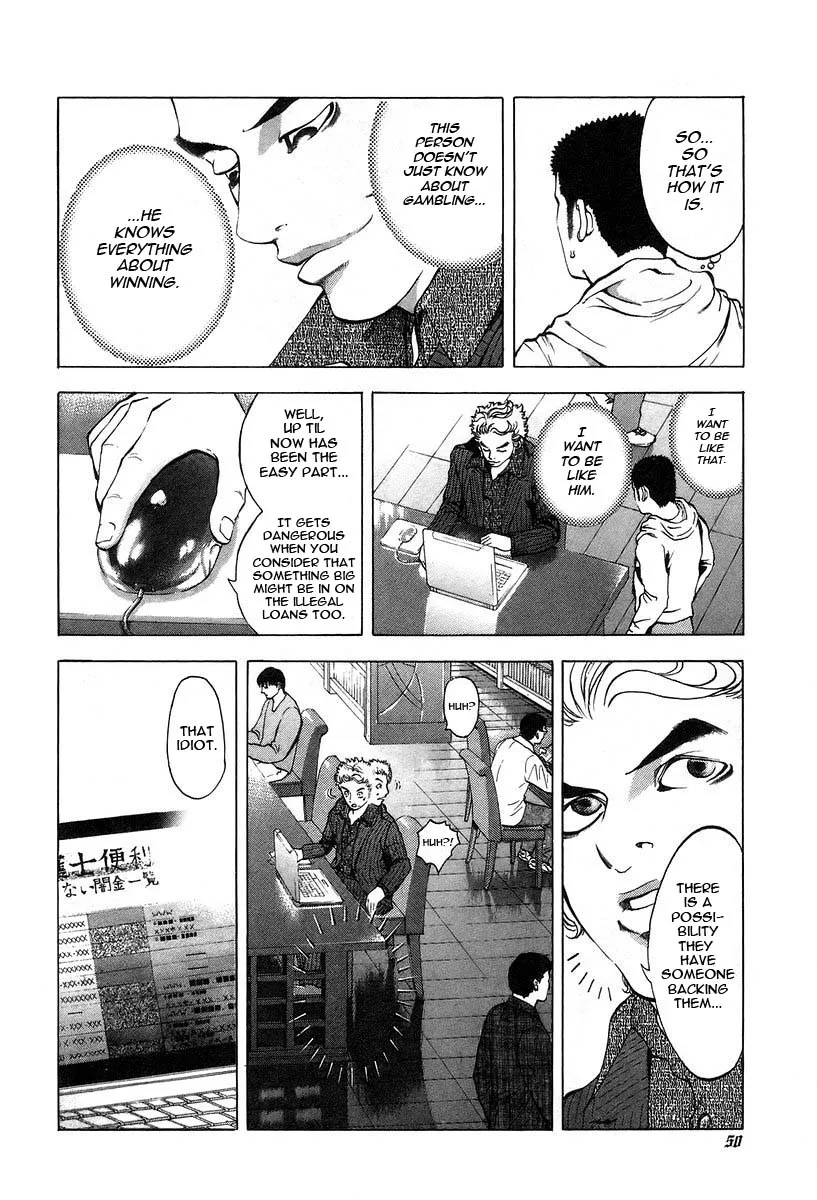 SO...
SO
THAT'S
HOW IT
IS.
THIS
PERSON
DOESN'T
JUST KNOW
ABOUT
GAMBLING...
...HE
KNOWS
EVERYTHING
ABOUT
WINNING.
I
WANT
TO BE
LIKE
THAT.
I
WANT
TO BE
LIKE
HIM.
WELL,
UP TIL
NOW HAS
BEEN THE
EASY PART...
IT GETS
DANGEROUS
WHEN YOU
CONSIDER THAT
SOMETHING BIG
MIGHT BE IN ON
THE ILLEGAL
LOANS TOO.
THERE
IS A
POSSI-
BILITY
THEY
HAVE
SOMEONE
BACKING
THEM...
HUH?
HUH?!
THAT
IDIOT.
士便利
ない闇金一覧
50